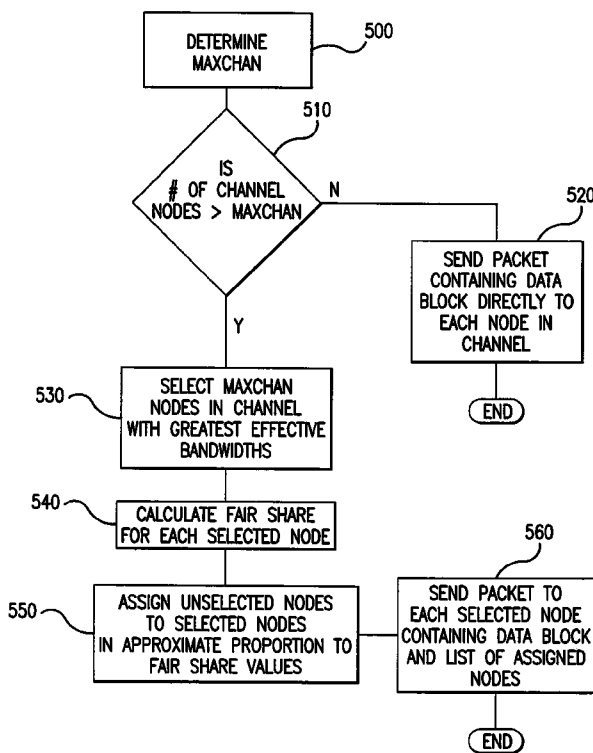 DETERMINE
MAXCHAN
500
510
IS
# OF CHANNEL
NODES > MAXCHAN
N
520
SEND PACKET
CONTAINING DATA
BLOCK DIRECTLY TO
EACH NODE IN
CHANNEL
END
Y
530
SELECT MAXCHAN
NODES IN CHANNEL
WITH GREATEST EFFECTIVE
BANDWIDTHS
540
CALCULATE FAIR SHARE
FOR EACH SELECTED NODE
550
ASSIGN UNSELECTED NODES
TO SELECTED NODES
IN APPROXIMATE PROPORTION TO
FAIR SHARE VALUES
560
SEND PACKET TO
EACH SELECTED NODE
CONTAINING DATA BLOCK
AND LIST OF ASSIGNED
NODES
END